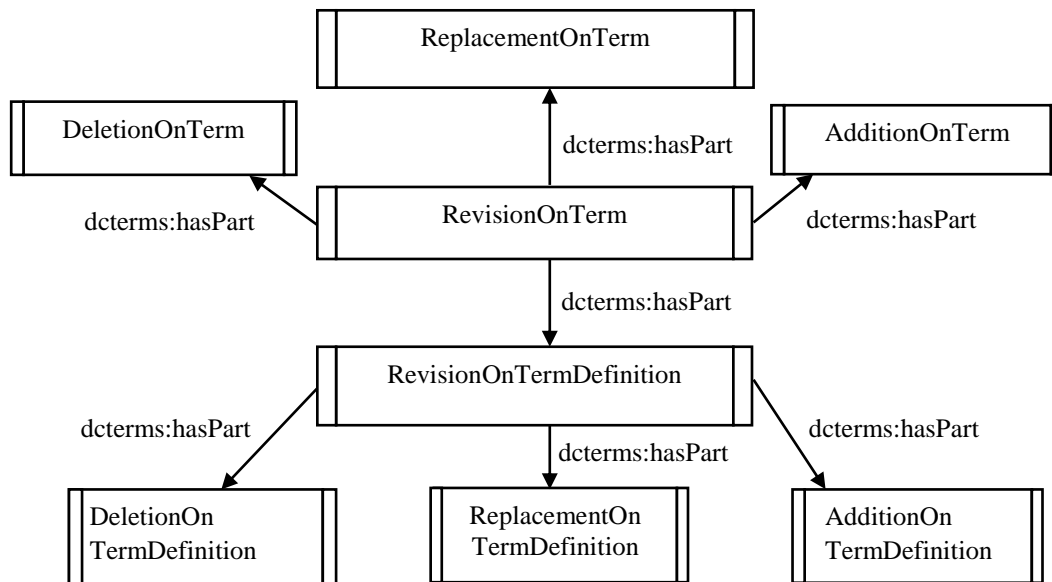 ReplacementOnTerm
DeletionOnTerm
AdditionOnTerm
dcterms:hasPart
RevisionOnTerm
dcterms:hasPart
dcterms:hasPart
dcterms:hasPart
RevisionOnTermDefinition
dcterms:hasPart
dcterms:hasPart
dcterms:hasPart
DeletionOn
TermDefinition
ReplacementOn
TermDefinition
AdditionOn
TermDefinition